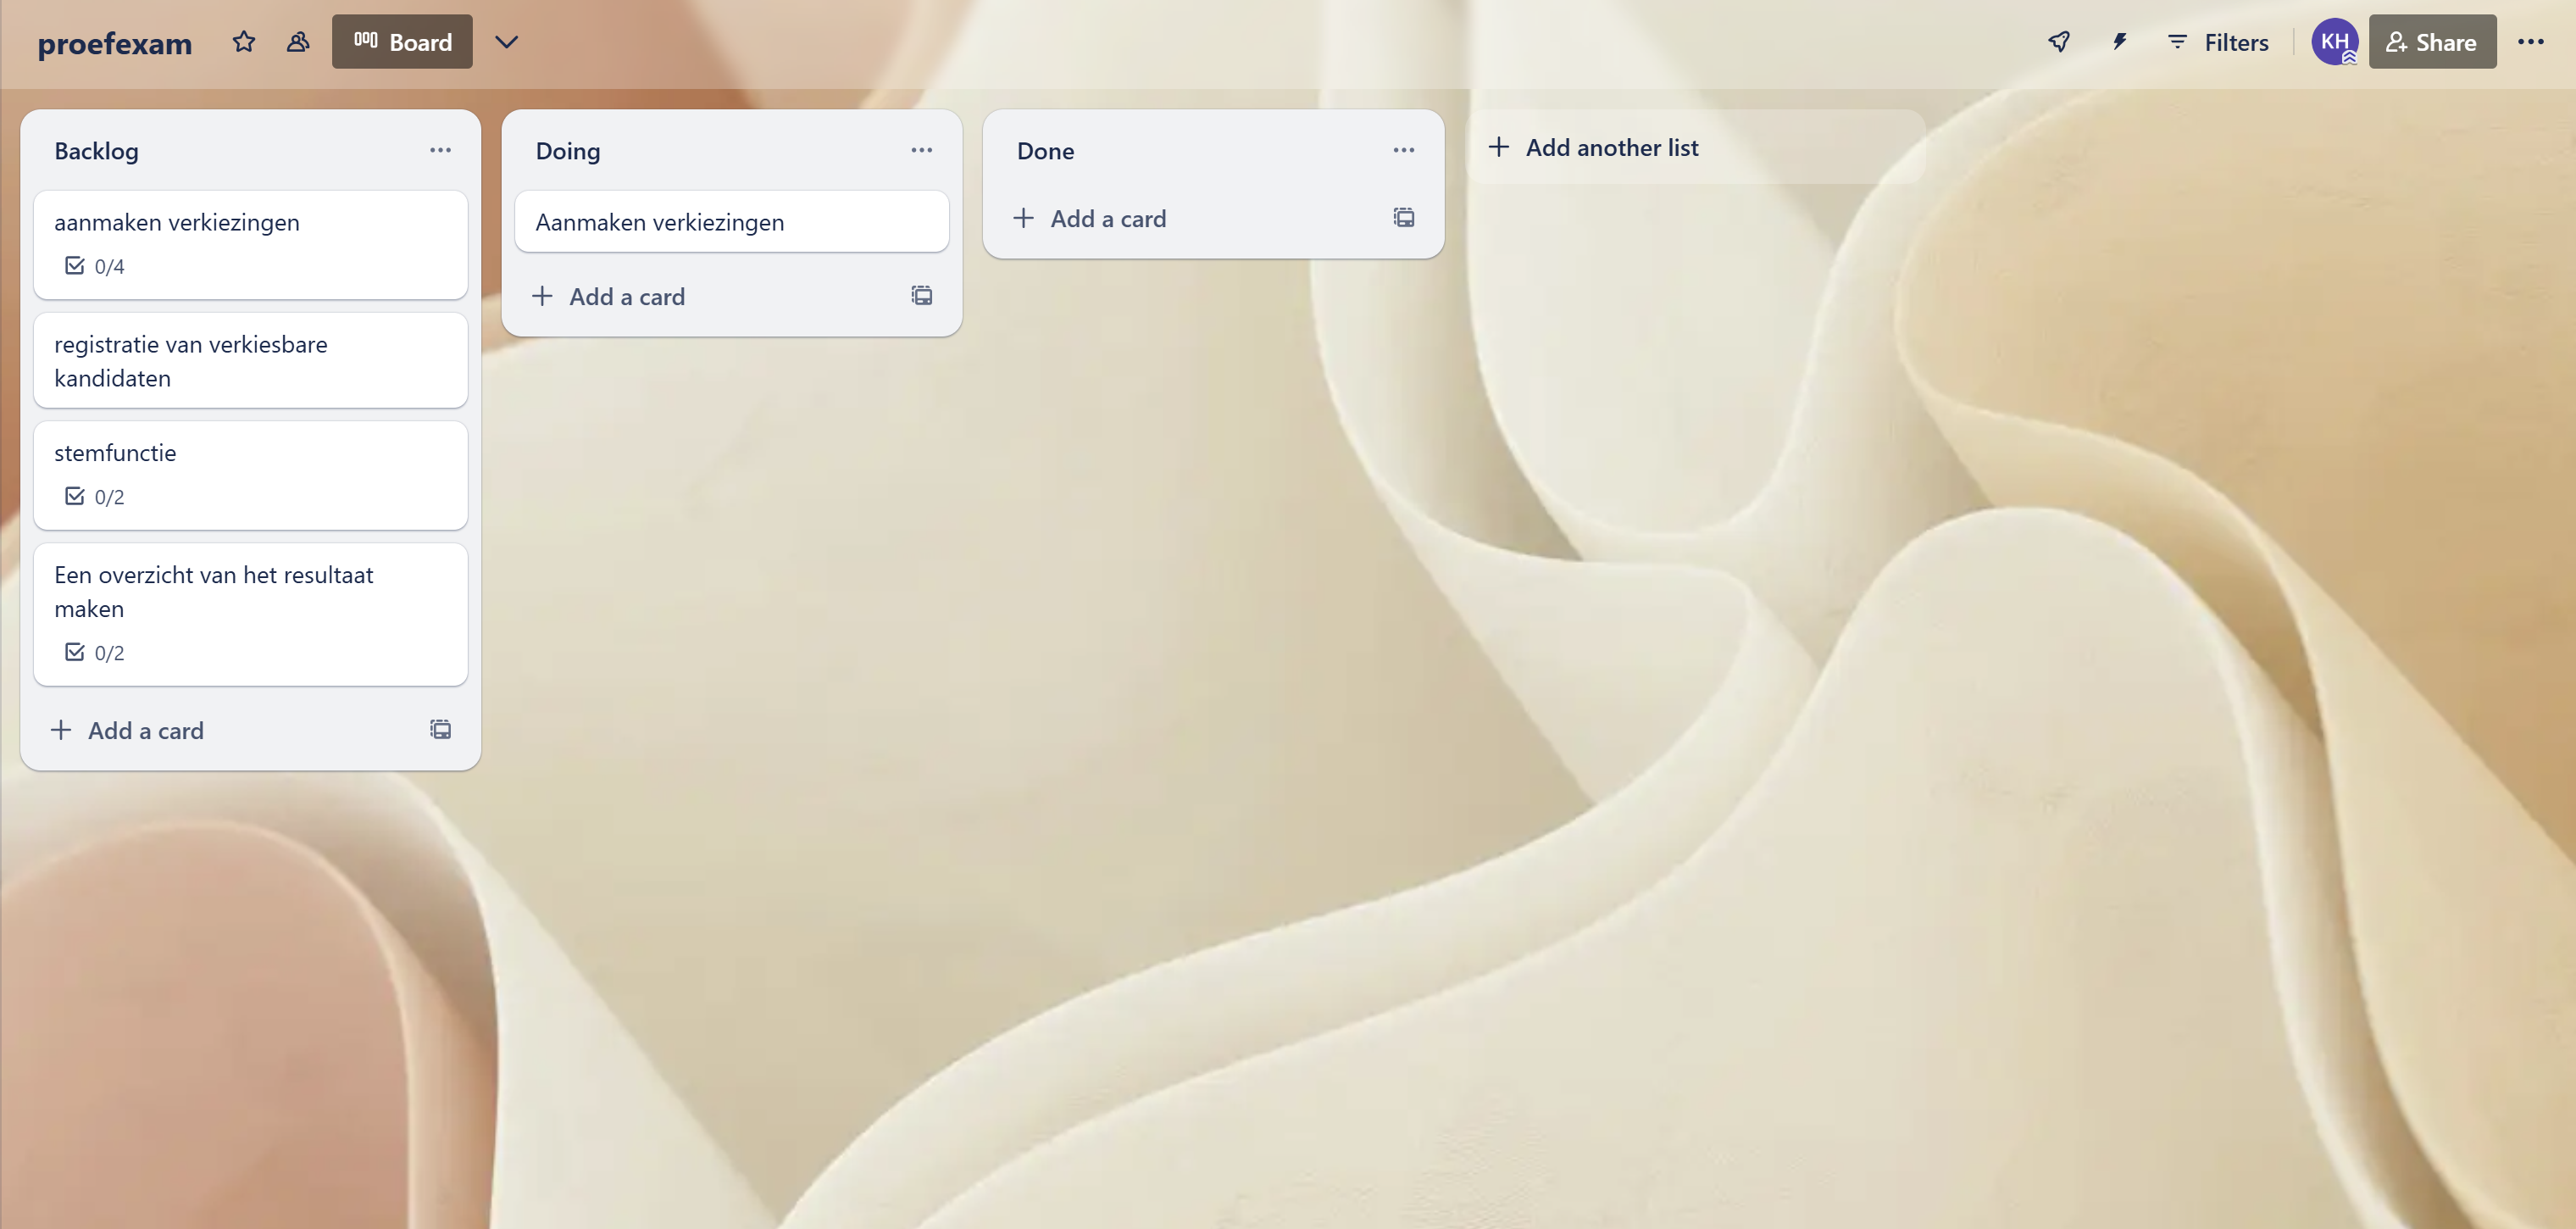 proefexam
Board
Filters
KH
Share
Backlog
aanmaken verkiezingen
0/4
registratie van verkiesbare
kandidaten
stemfunctie
0/2
Een overzicht van het resultaat
maken
0/2
Add a card
Doing
Aanmaken verkiezingen
Add a card
Done
Add a card
Add another list